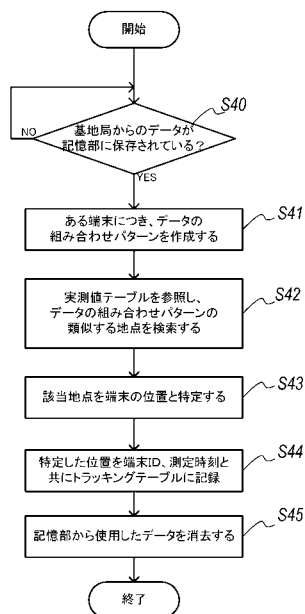 開始
S40
基地局からのデータが
記憶部に保存されている?
NO
YES
S41
ある端末につき、データの
組み合わせパターンを作成する
S42
実測値テーブルを参照し、
データの組み合わせパターンの
類似する地点を検索する
S43
該当地点を端末の位置と特定する
S44
特定した位置を端末ID、測定時刻と
共にトラッキングテーブルに記録
S45
記憶部から使用したデータを消去する
終了